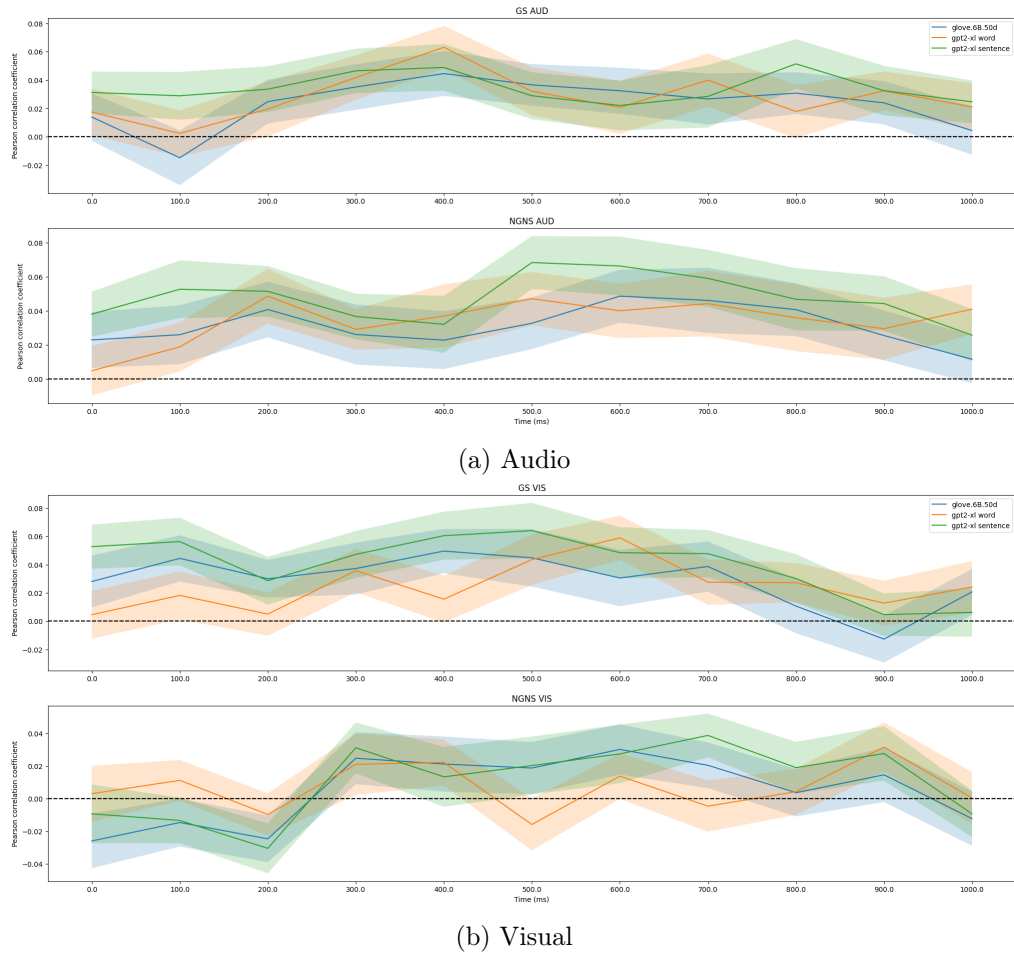 GS AUD
glove.6B.50d
gpt2-xl word
gpt2-xl sentence
Pearson correlation coefficient
0.08
0.06
0.04
0.02
0.00
−0.02
0.0 100.0 200.0 300.0 400.0 500.0 600.0 700.0 800.0 900.0 1000.0
NGNS AUD
Pearson correlation coefficient
0.08
0.06
0.04
0.02
0.00
0.0 100.0 200.0 300.0 400.0 500.0 600.0 700.0 800.0 900.0 1000.0
Time (ms)
(a) Audio
GS VIS
glove.6B.50d
gpt2-xl word
gpt2-xl sentence
Pearson correlation coefficient
0.08
0.06
0.04
0.02
0.00
−0.02
0.0 100.0 200.0 300.0 400.0 500.0 600.0 700.0 800.0 900.0 1000.0
NGNS VIS
Pearson correlation coefficient
0.04
0.02
0.00
−0.02
−0.04
0.0 100.0 200.0 300.0 400.0 500.0 600.0 700.0 800.0 900.0 1000.0
Time (ms)
(b) Visual